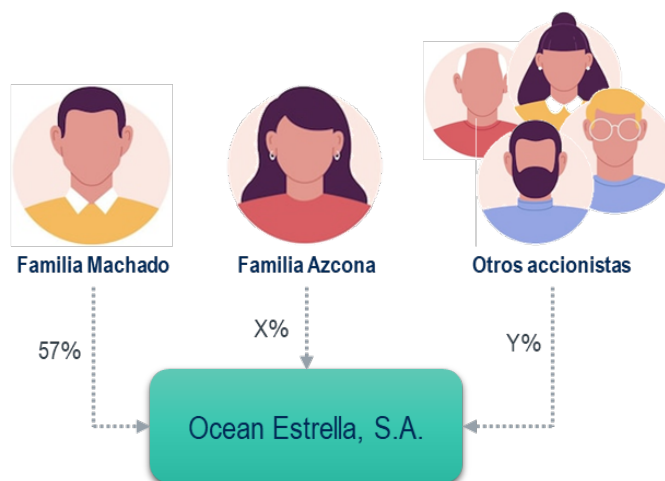 Familia Machado
Familia Azcona
Otros accionistas
57%
X%
Y%
Ocean Estrella, S.A.